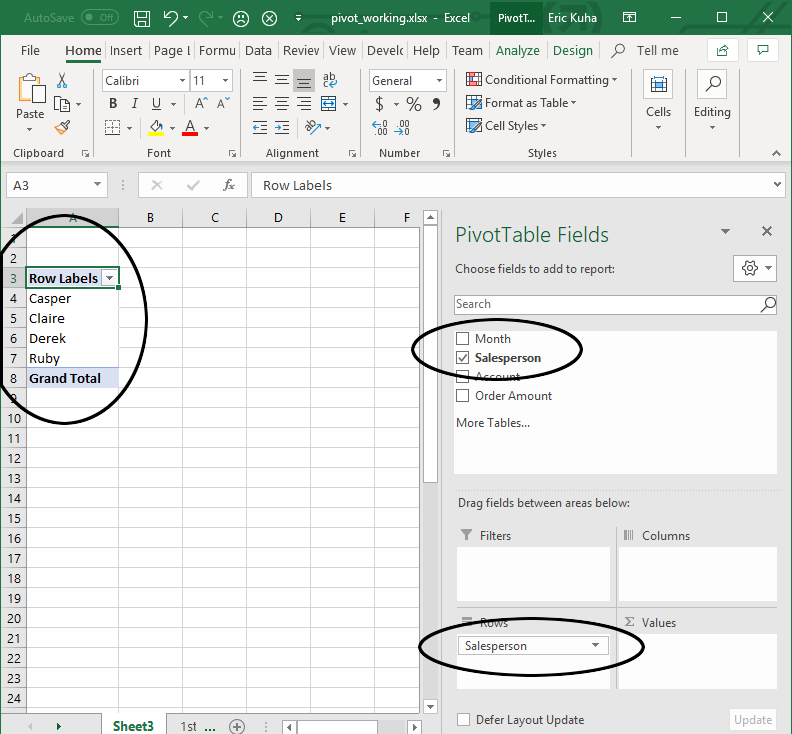 AutoSave Off pivot_working.xlsx - Excel PivotT... Eric Kuha
File Home Insert Page L Formu Data Review View Develc Help Team Analyze Design Tell me
Calibri 11 General Conditional Formatting
B I U A A $ % , Format as Table
Paste Cells Editing
A ab Cell Styles
Clipboard Font Alignment Number Styles
A3 fx Row Labels
A B C D E F
1
2
3 Row Labels
4 Casper
5 Claire
6 Derek
7 Ruby
8 Grand Total
9
10
11
12
13
14
15
16
17
18
19
20
21
22
23
24
Sheet3 1st ...
PivotTable Fields
Choose fields to add to report:
Search
Month
Salesperson
Account
Order Amount
More Tables...
Drag fields between areas below:
Filters Columns
Rows Σ Values
Salesperson
Defer Layout Update Update